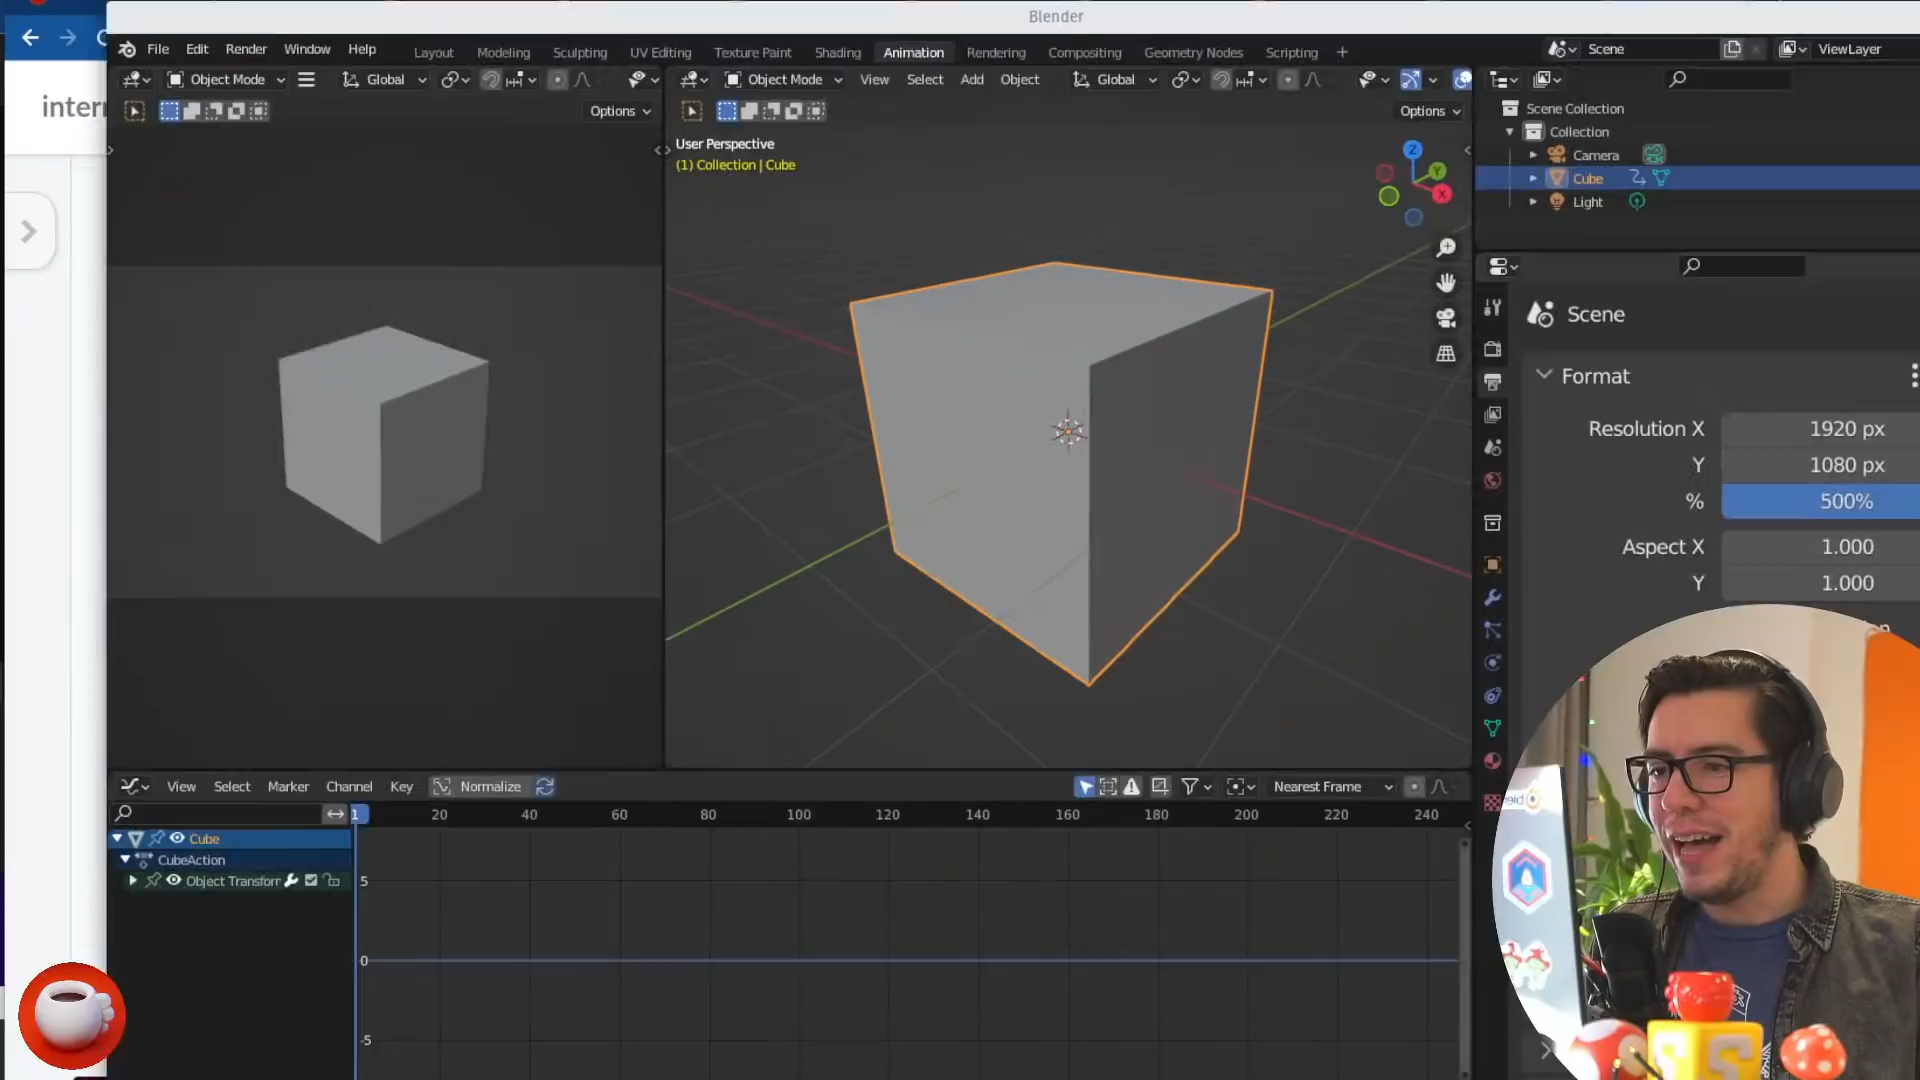 Blender
File Edit Render Window Help Layout Modeling Sculpting UV Editing Texture Paint Shading Animation Rendering Compositing Geometry Nodes Scripting + Scene ViewLayer
Object Mode Global Object Mode View Select Add Object Global
Options Options
intern
User Perspective
(1) Collection | Cube
Z
Y
X
Scene Collection
Collection
Camera
Cube
Light
Scene
Format
Resolution X 1920 px
Y 1080 px
% 500%
Aspect X 1.000
Y 1.000
View Select Marker Channel Key Normalize Nearest Frame
1 20 40 60 80 100 120 140 160 180 200 220 240
Cube
CubeAction
Object Transforr
5
0
-5
S S